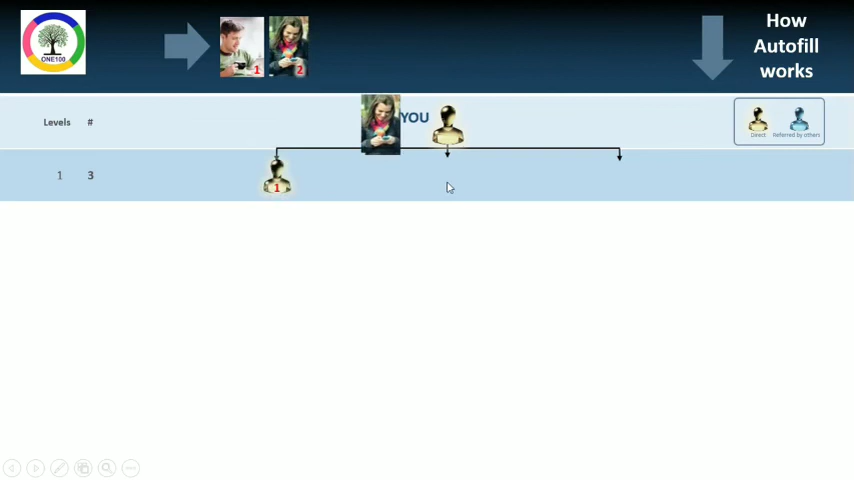 ONE100
1
2
How
Autofill
works
Levels #
YOU
Direct
Referred by others
1 3
1